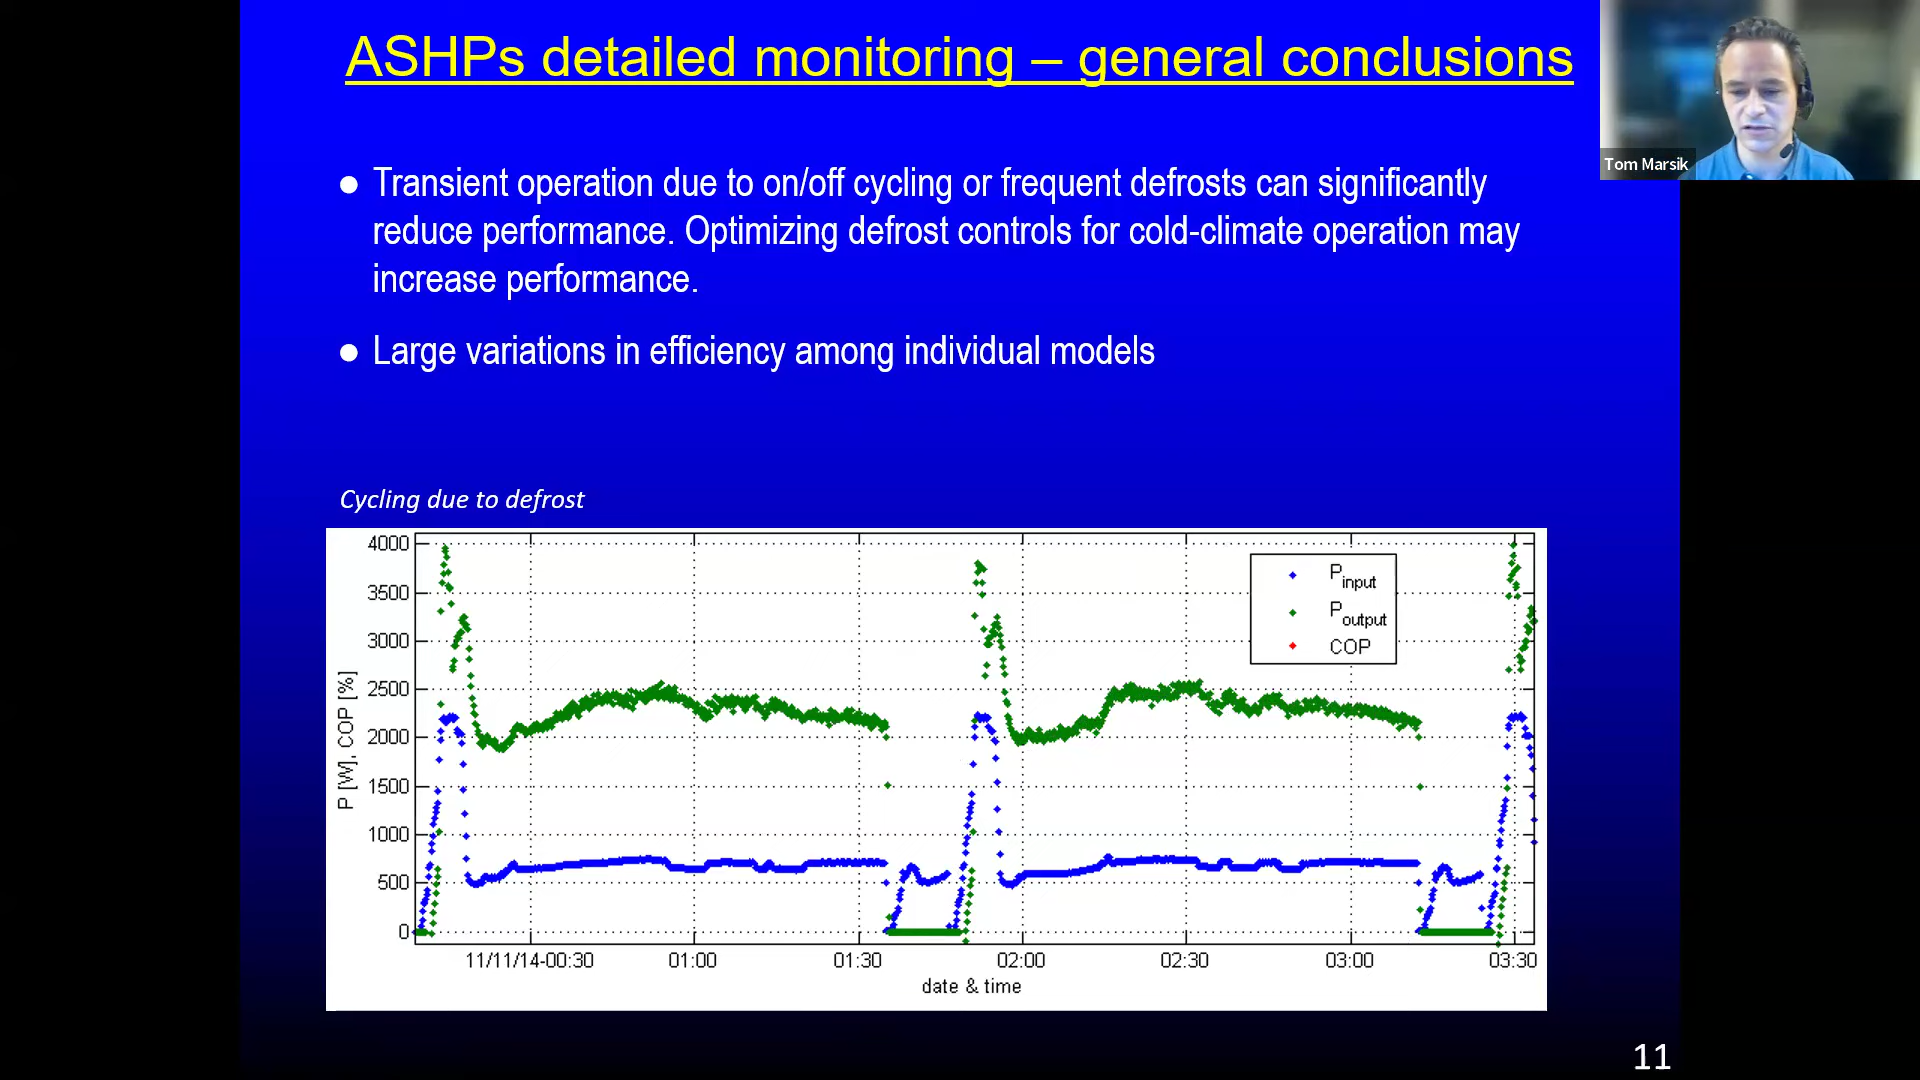 ASHPs detailed monitoring – general conclusions
Tom Marsik
● Transient operation due to on/off cycling or frequent defrosts can significantly
reduce performance. Optimizing defrost controls for cold-climate operation may
increase performance.
● Large variations in efficiency among individual models
Cycling due to defrost
4000
3500
3000
2500
2000
1500
1000
500
0
P [W], COP [%]
P input
P output
COP
11/11/14-00:30 01:00 01:30 02:00 02:30 03:00 03:30
date & time
11